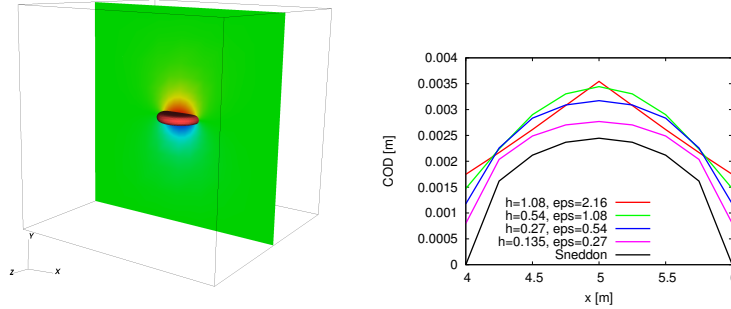 Y
Z
X
0.004
0.0035
0.003
0.0025
0.002
0.0015
0.001
0.0005
0
COD [m]
h=1.08, eps=2.16
h=0.54, eps=1.08
h=0.27, eps=0.54
h=0.135, eps=0.27
Sneddon
4 4.5 5 5.5 6
x [m]